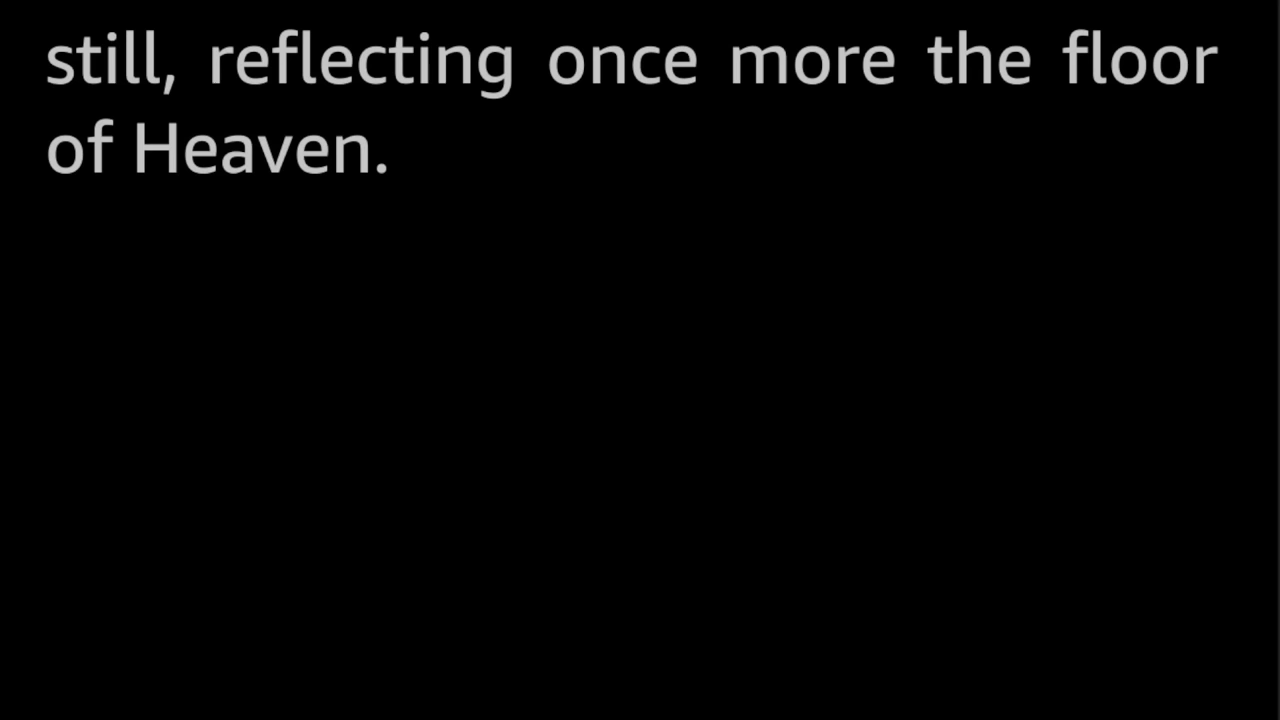 still, reflecting once more the floor
of Heaven.